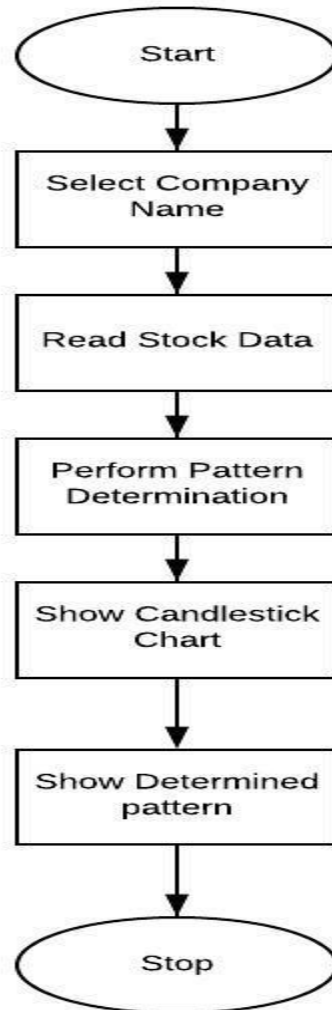 Start
Select Company
Name
Read Stock Data
Perform Pattern
Determination
Show Candlestick
Chart
Show Determined
pattern
Stop